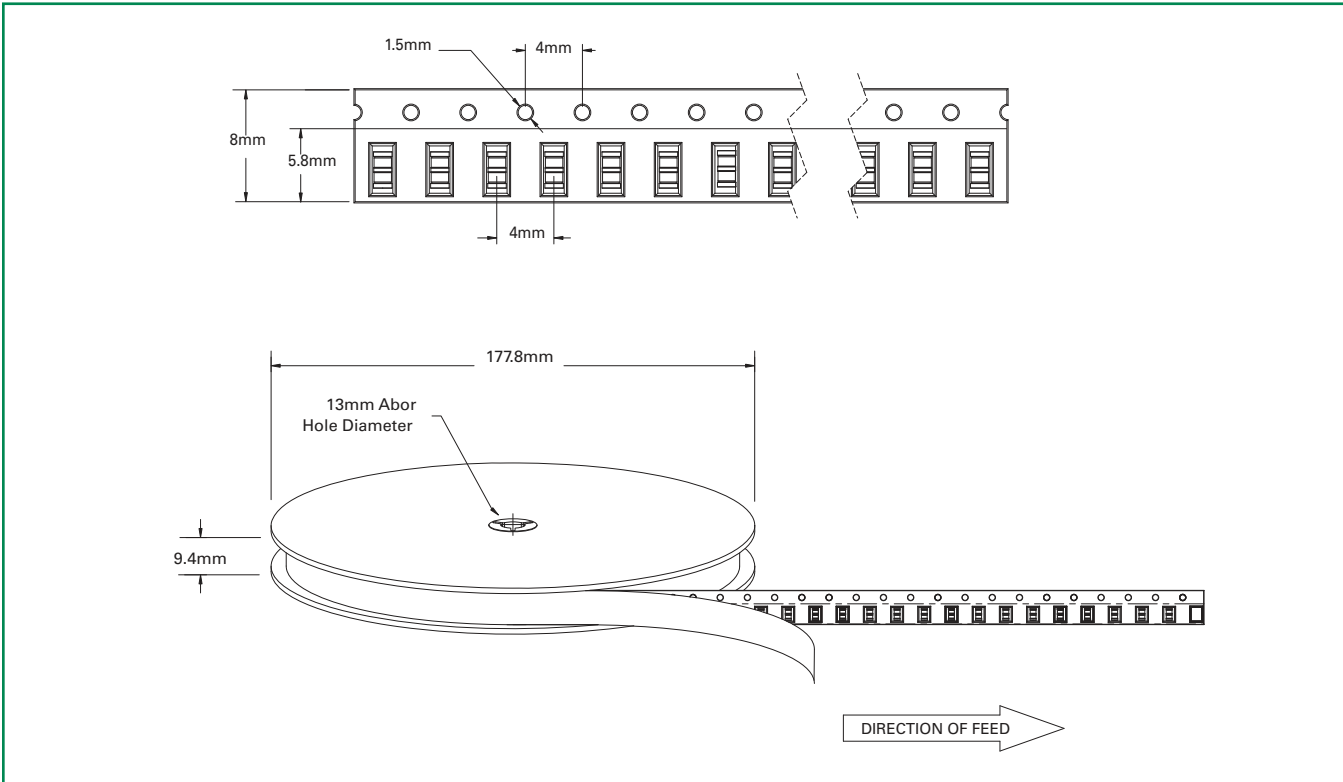 1.5mm
4mm
8mm
5.8mm
4mm
177.8mm
13mm Abor
Hole Diameter
9.4mm
DIRECTION OF FEED